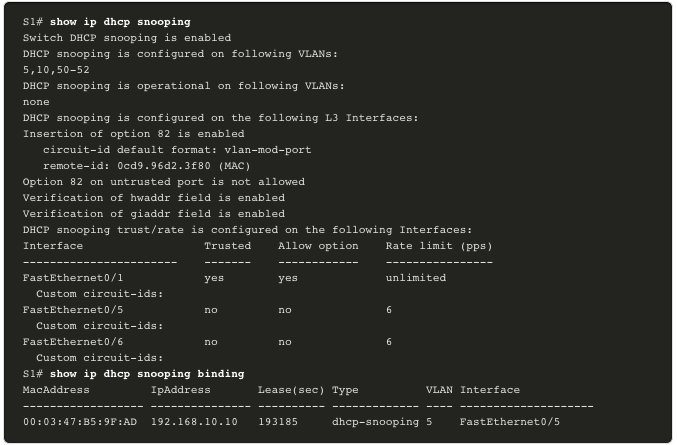 S1# show ip dhcp snooping
Switch DHCP snooping is enabled
DHCP snooping is configured on following VLANs:
5,10,50-52
DHCP snooping is operational on following VLANs:
none
DHCP snooping is configured on the following L3 Interfaces:
Insertion of option 82 is enabled
   circuit-id default format: vlan-mod-port
   remote-id: 0cd9.96d2.3f80 (MAC)
Option 82 on untrusted port is not allowed
Verification of hwaddr field is enabled
Verification of giaddr field is enabled
DHCP snooping trust/rate is configured on the following Interfaces:
Interface                  Trusted    Allow option    Rate limit (pps)
-----------------------    -------    ------------    ----------------
FastEthernet0/1            yes        yes             unlimited
  Custom circuit-ids:
FastEthernet0/5            no         no              6
  Custom circuit-ids:
FastEthernet0/6            no         no              6
  Custom circuit-ids:
S1# show ip dhcp snooping binding
MacAddress         IpAddress       Lease(sec) Type          VLAN Interface
------------------ --------------- ---------- ------------- ---- --------------------
00:03:47:B5:9F:AD  192.168.10.10   193185     dhcp-snooping 5    FastEthernet0/5